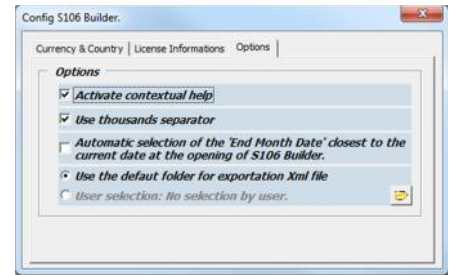 Config S106 Builder.
Currency & Country License Informations Options
Options
Activate contextual help
Use thousands separator
Automatic selection of the 'End Month Date' closest to the
current date at the opening of S106 Builder.
Use the defaut folder for exportation Xml file
User selection: No selection by user.